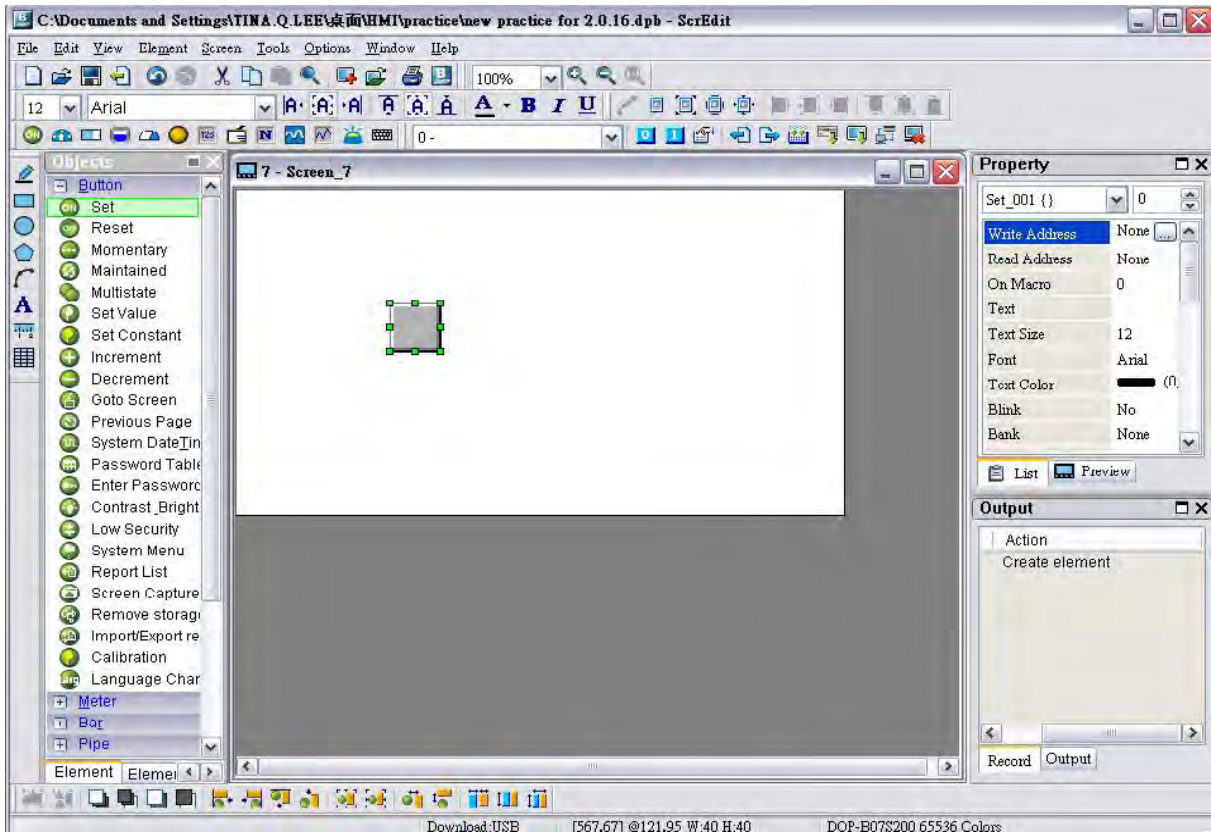 C:\Documents and Settings\TINA.Q.LEE\桌面\HMI\practice\new practice for 2.0.16.dpb - ScrEdit
File Edit View Element Screen Tools Options Window Help
100%
12 Arial
0 -
Objects
Button
Set
Reset
Momentary
Maintained
Multistate
Set Value
Set Constant
Increment
Decrement
Goto Screen
Previous Page
System DateTin
Password Table
Enter Password
Contrast_Bright
Low Security
System Menu
Report List
Screen Capture
Remove storag
Import/Export re
Calibration
Language Char
Meter
Bar
Pipe
Element Elemei
7 - Screen_7
Property
Set_001 {} 0
Write Address None ...
Read Address None
On Macro 0
Text
Text Size 12
Font Arial
Text Color (0,
Blink No
Bank None
List Preview
Output
Action
Create element
Record Output
Download:USB [567,67] @121,95 W:40 H:40 DOP-B07S200 65536 Colors